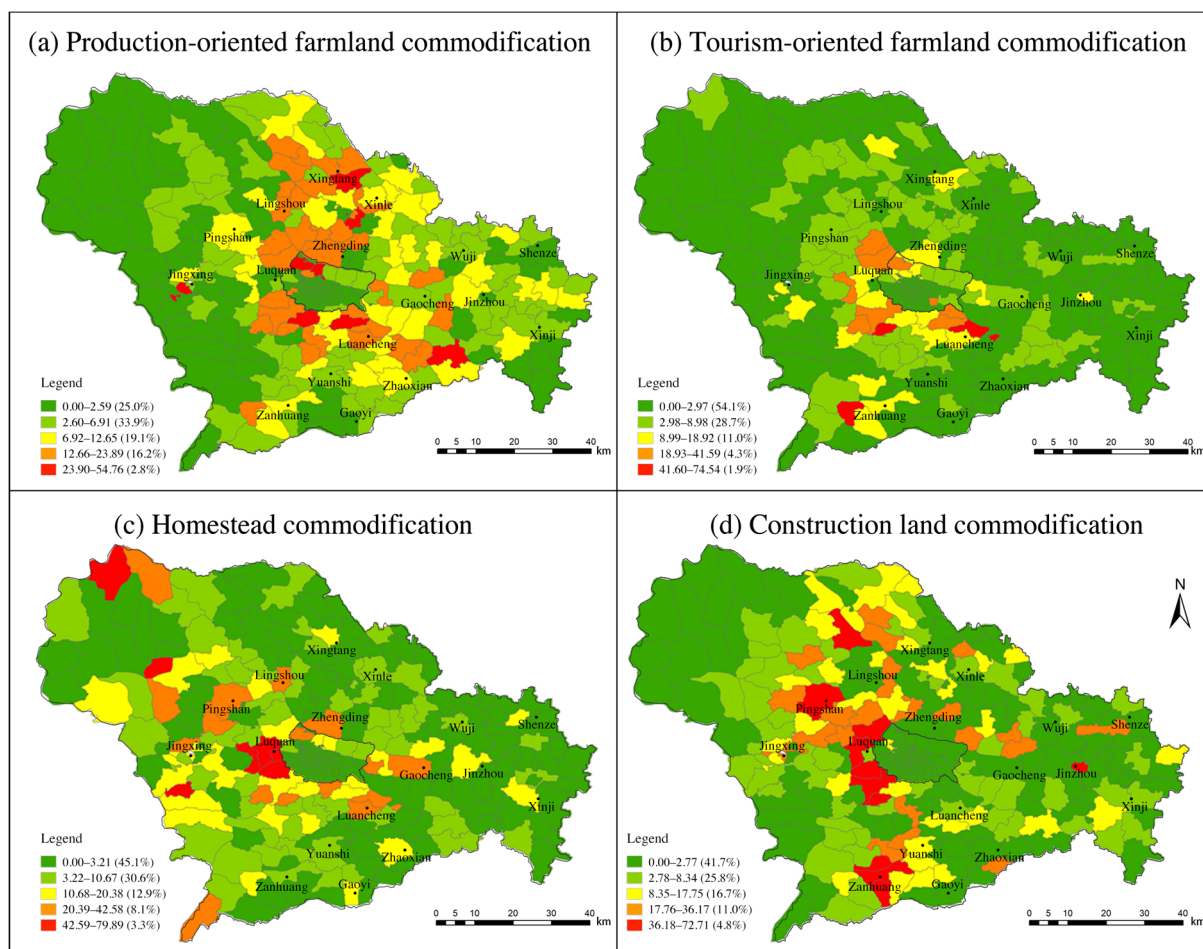 (a) Production-oriented farmland commodification
Xingtang
Lingshou
Xinle
Pingshan
Zhengding
Wuji
Shenze
Jingxing
Luquan
Gaocheng
Jinzhou
Xinji
Luancheng
Yuanshi
Zhaoxian
Zanhuang
Gaoyi
Legend
0.00–2.59 (25.0%)
2.60–6.91 (33.9%)
6.92–12.65 (19.1%)
12.66–23.89 (16.2%)
23.90–54.76 (2.8%)
0 5 10 20 30 40
km
(b) Tourism-oriented farmland commodification
Xingtang
Lingshou
Xinle
Pingshan
Zhengding
Wuji
Shenze
Jingxing
Luquan
Gaocheng
Jinzhou
Xinji
Luancheng
Yuanshi
Zhaoxian
Zanhuang
Gaoyi
Legend
0.00–2.97 (54.1%)
2.98–8.98 (28.7%)
8.99–18.92 (11.0%)
18.93–41.59 (4.3%)
41.60–74.54 (1.9%)
0 5 10 20 30 40
km
(c) Homestead commodification
Xingtang
Lingshou
Xinle
Pingshan
Zhengding
Wuji
Shenze
Jingxing
Luquan
Gaocheng
Jinzhou
Xinji
Luancheng
Yuanshi
Zhaoxian
Zanhuang
Gaoyi
Legend
0.00–3.21 (45.1%)
3.22–10.67 (30.6%)
10.68–20.38 (12.9%)
20.39–42.58 (8.1%)
42.59–79.89 (3.3%)
0 5 10 20 30 40
km
(d) Construction land commodification
N
Xingtang
Lingshou
Xinle
Pingshan
Zhengding
Wuji
Shenze
Jingxing
Luquan
Gaocheng
Jinzhou
Xinji
Luancheng
Yuanshi
Zhaoxian
Zanhuang
Gaoyi
Legend
0.00–2.77 (41.7%)
2.78–8.34 (25.8%)
8.35–17.75 (16.7%)
17.76–36.17 (11.0%)
36.18–72.71 (4.8%)
0 5 10 20 30 40
km